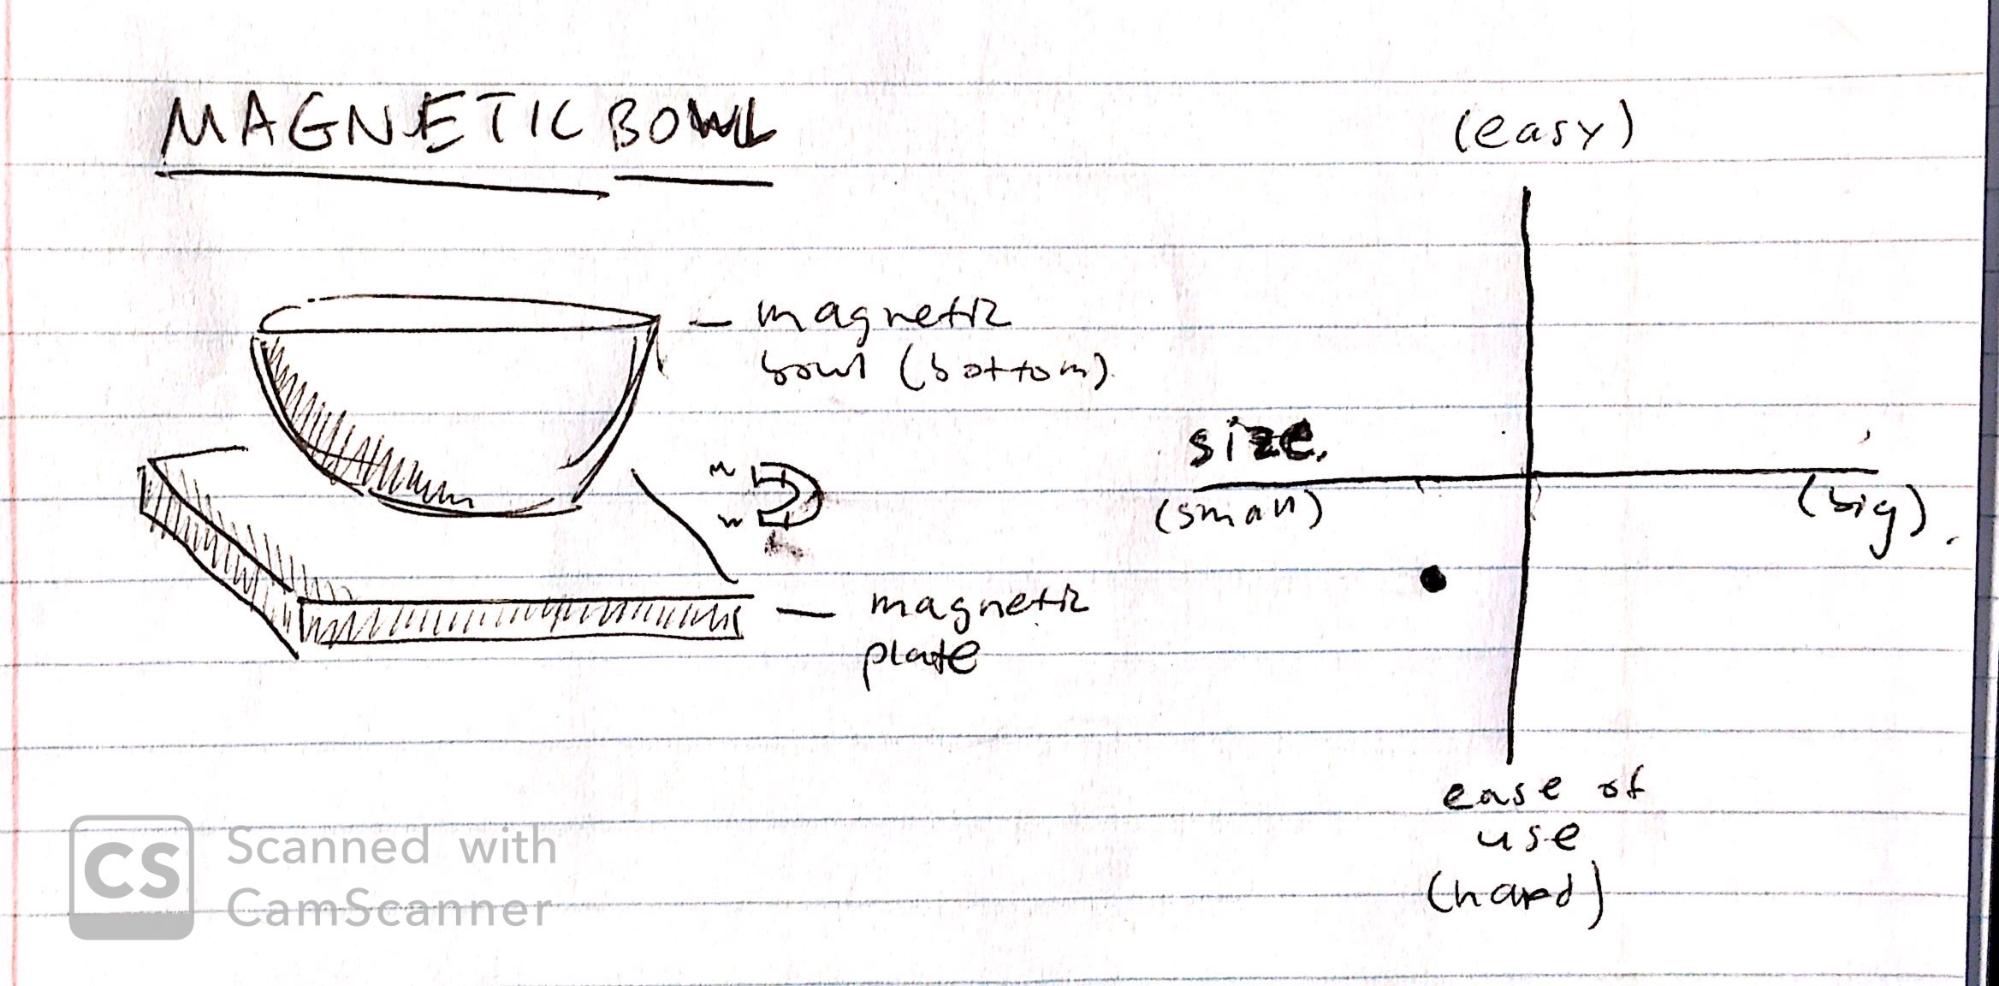 MAGNETIC BOWL
(easy)
magnetic
bowl (bottom)
size.
(small)
(big).
magnetic
plate
ease of
use
(hard)
CS
Scanned with
CamScanner